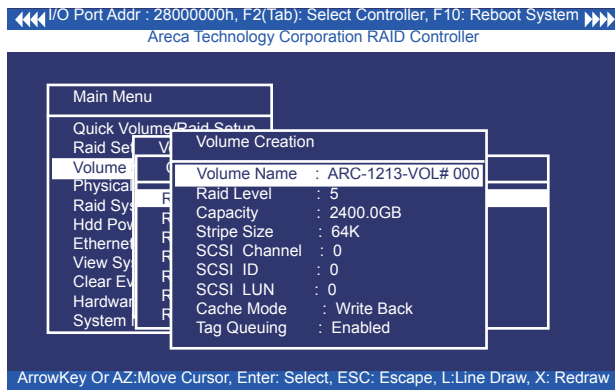 I/O Port Addr : 28000000h, F2(Tab): Select Controller, F10: Reboot System
Areca Technology Corporation RAID Controller
Main Menu
Quick Volume/Raid Setup
Raid Se
Volume
Physical
Raid Sys
Hdd Pow
Ethernet
View Sy
Clear Ev
Hardwar
System
Volume Creation
Volume Name : ARC-1213-VOL# 000
Raid Level : 5
Capacity : 2400.0GB
Stripe Size : 64K
SCSI Channel : 0
SCSI ID : 0
SCSI LUN : 0
Cache Mode : Write Back
Tag Queuing : Enabled
ArrowKey Or AZ:Move Cursor, Enter: Select, ESC: Escape, L:Line Draw, X: Redraw